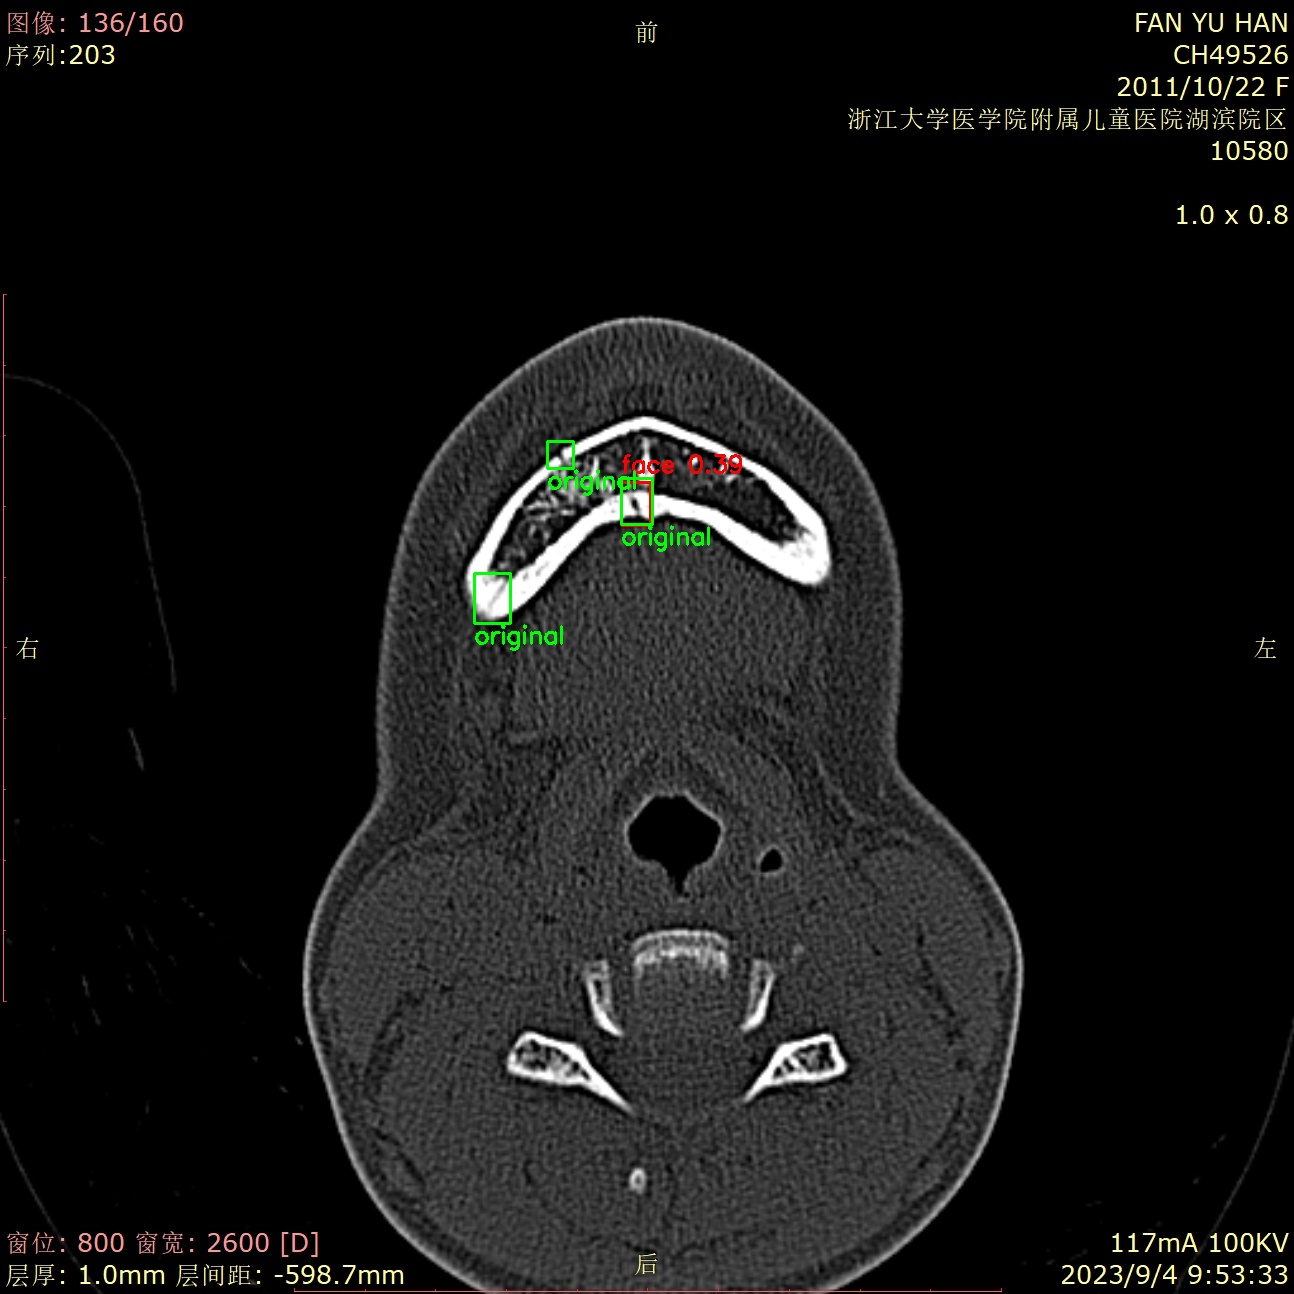 图像: 136/160
序列:203
前
FAN YU HAN
CH49526
2011/10/22 F
浙江大学医学院附属儿童医院湖滨院区
10580
1.0 x 0.8
face 0.39
original
original
original
右
左
窗位: 800 窗宽: 2600 [D]
层厚: 1.0mm 层间距: -598.7mm
后
117mA 100KV
2023/9/4 9:53:33